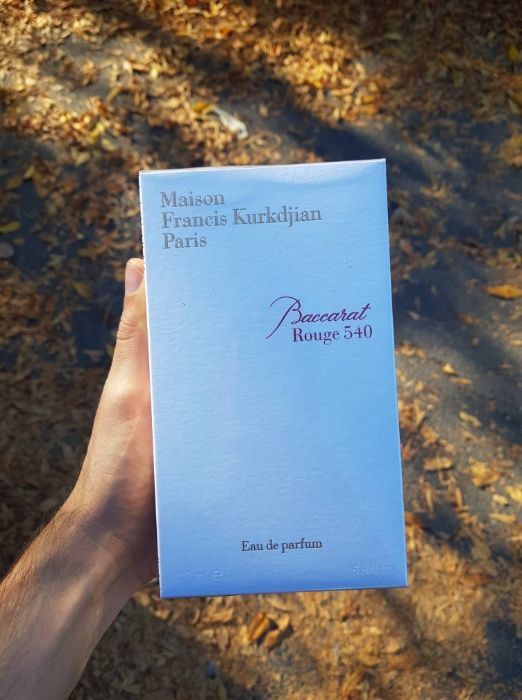 Maison
Francis Kurkdjian
Paris
Baccarat
Rouge 540
Eau de parfum